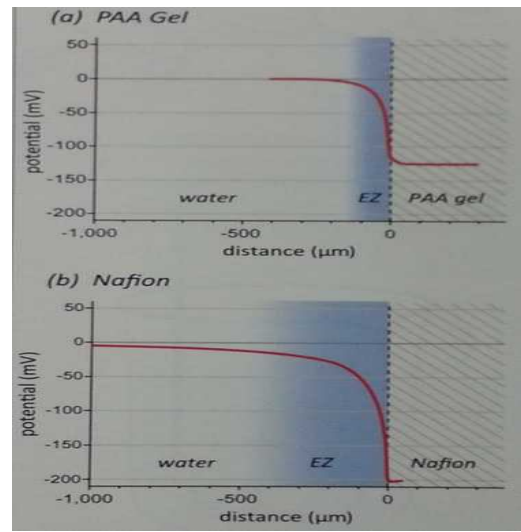 (a) PAA Gel
50
0
-50
-100
-150
-200
potential (mV)
water
EZ
PAA gel
-1,000
-500
0
distance (μm)
(b) Nafion
50
0
-50
-100
-150
-200
potential (mV)
water
EZ
Nafion
-1,000
-500
0
distance (μm)